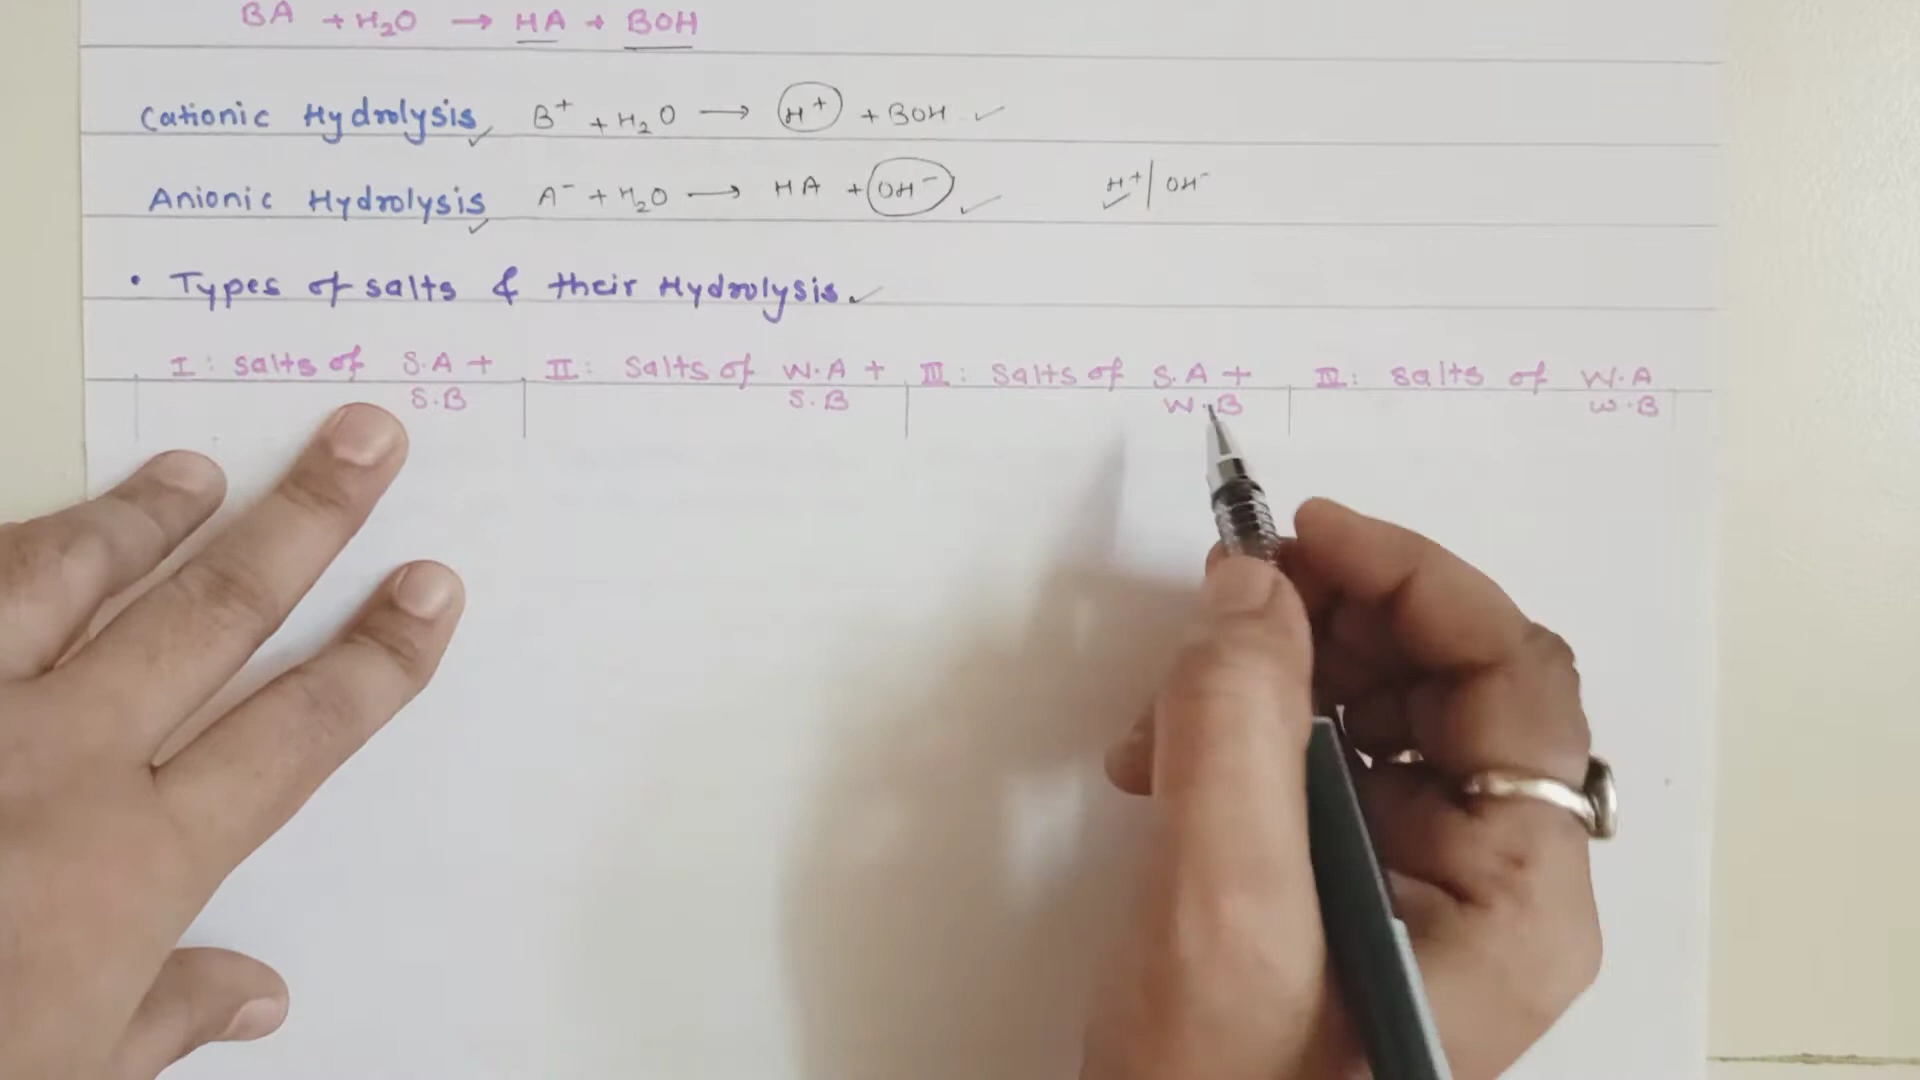 BA + H₂O → HA + BOH
Cationic Hydrolysis B⁺ + H₂O → H⁺ + BOH ✓
Anionic Hydrolysis A⁻ + H₂O → HA + OH⁻ ✓ H⁺ | OH⁻
• Types of salts & their Hydrolysis. ✓
I : salts of S.A + S.B
II : Salts of W.A + S.B
III : Salts of S.A + W.B
IV : salts of W.A W.B